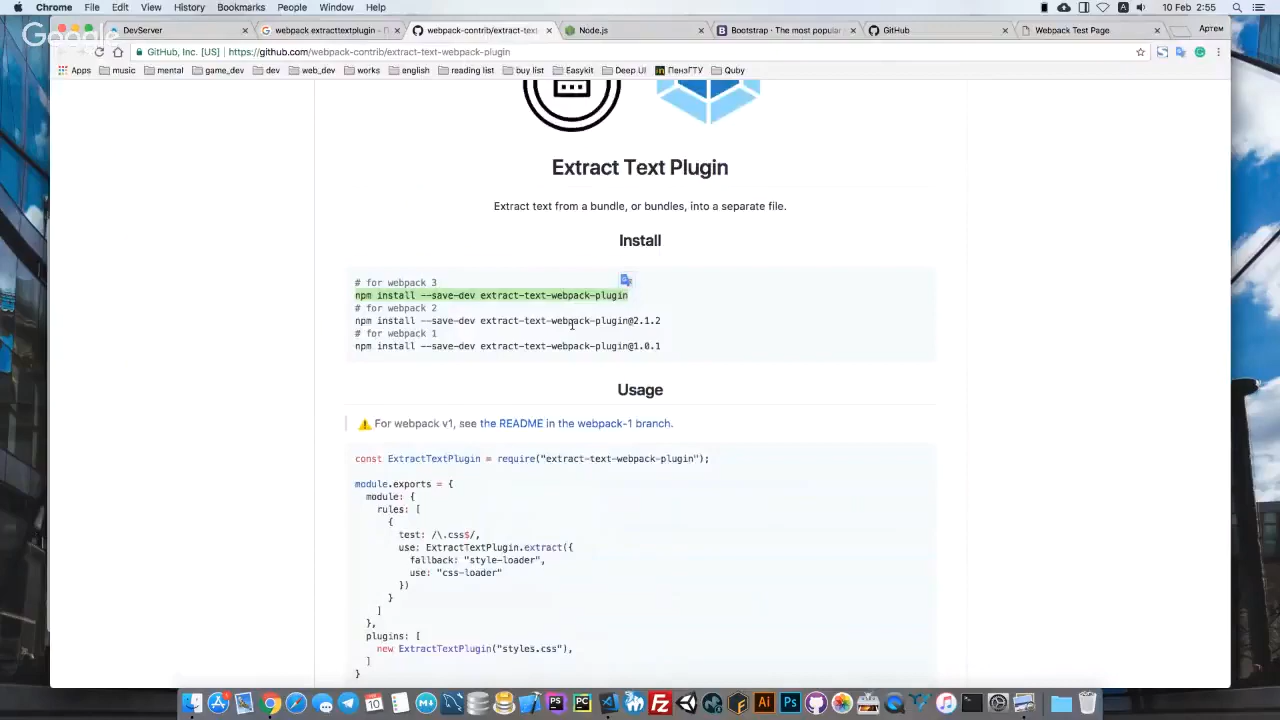 Chrome File Edit View History Bookmarks People Window Help
A 10 Feb 2:55
Google
DevServer
webpack extracttextplugin - П
webpack-contrib/extract-text-
Node.js
Bootstrap · The most popular
GitHub
Webpack Test Page
Артем
GitHub, Inc. [US] https://github.com/webpack-contrib/extract-text-webpack-plugin
Apps music mental game_dev dev web_dev works english reading list buy list Easykit Deep UI ПензГТУ Quby
Extract Text Plugin
Extract text from a bundle, or bundles, into a separate file.
Install
# for webpack 3
npm install --save-dev extract-text-webpack-plugin
# for webpack 2
npm install --save-dev extract-text-webpack-plugin@2.1.2
# for webpack 1
npm install --save-dev extract-text-webpack-plugin@1.0.1
Usage
For webpack v1, see the README in the webpack-1 branch.
const ExtractTextPlugin = require("extract-text-webpack-plugin");
module.exports = {
module: {
rules: [
{
test: /\.css$/,
use: ExtractTextPlugin.extract({
fallback: "style-loader",
use: "css-loader"
})
}
]
},
plugins: [
new ExtractTextPlugin("styles.css"),
]
}